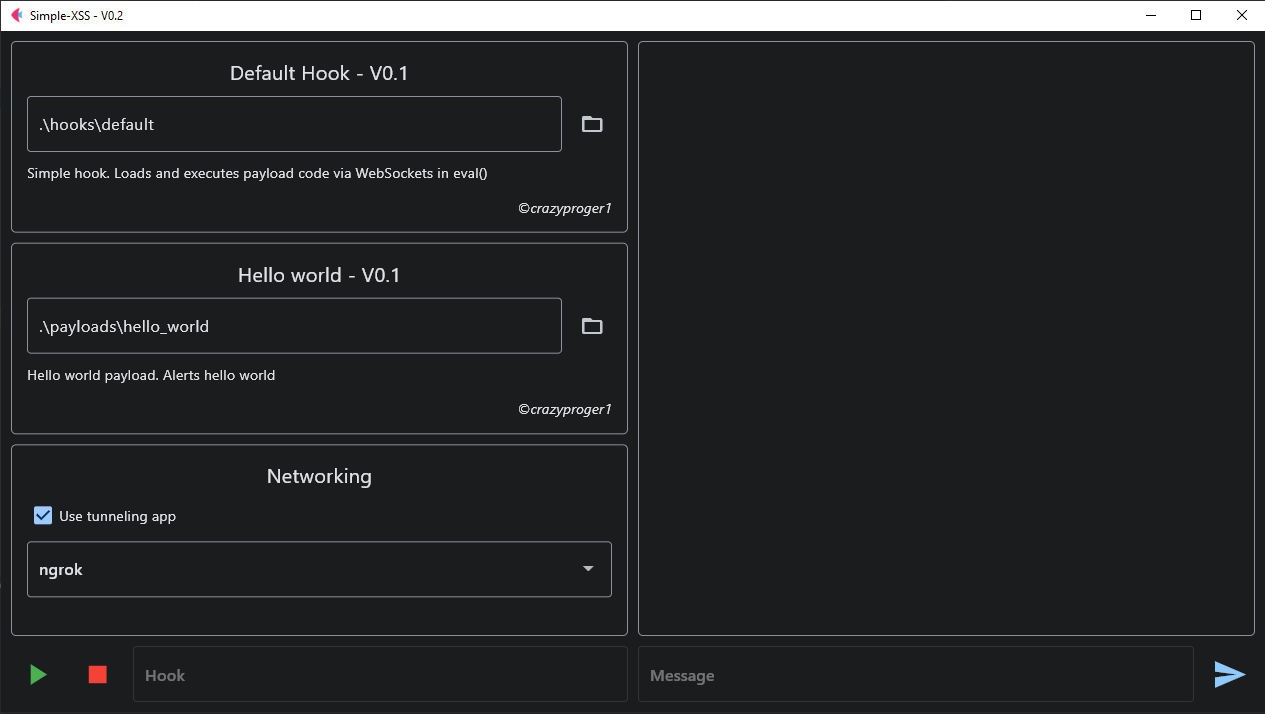 Simple-XSS - V0.2
Default Hook - V0.1
.\hooks\default
Simple hook. Loads and executes payload code via WebSockets in eval()
©crazyproger1
Hello world - V0.1
.\payloads\hello_world
Hello world payload. Alerts hello world
©crazyproger1
Networking
Use tunneling app
ngrok
Hook
Message